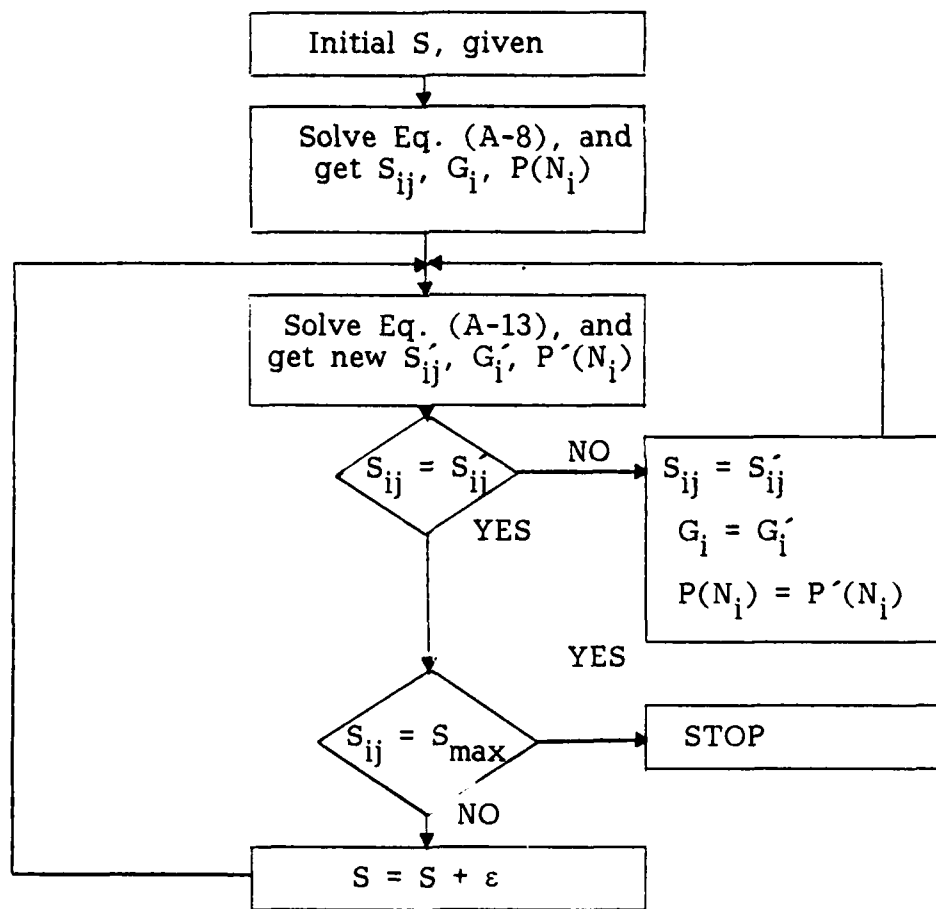 Initial S, given
Solve Eq. (A-8), and
get S_ij, G_i, P(N_i)
Solve Eq. (A-13), and
get new S´_ij, G´_i, P´(N_i)
S_ij = S´_ij
NO
YES
S_ij = S´_ij
G_i = G´_i
P(N_i) = P´(N_i)
YES
S_ij = S_max
STOP
NO
S = S + ε